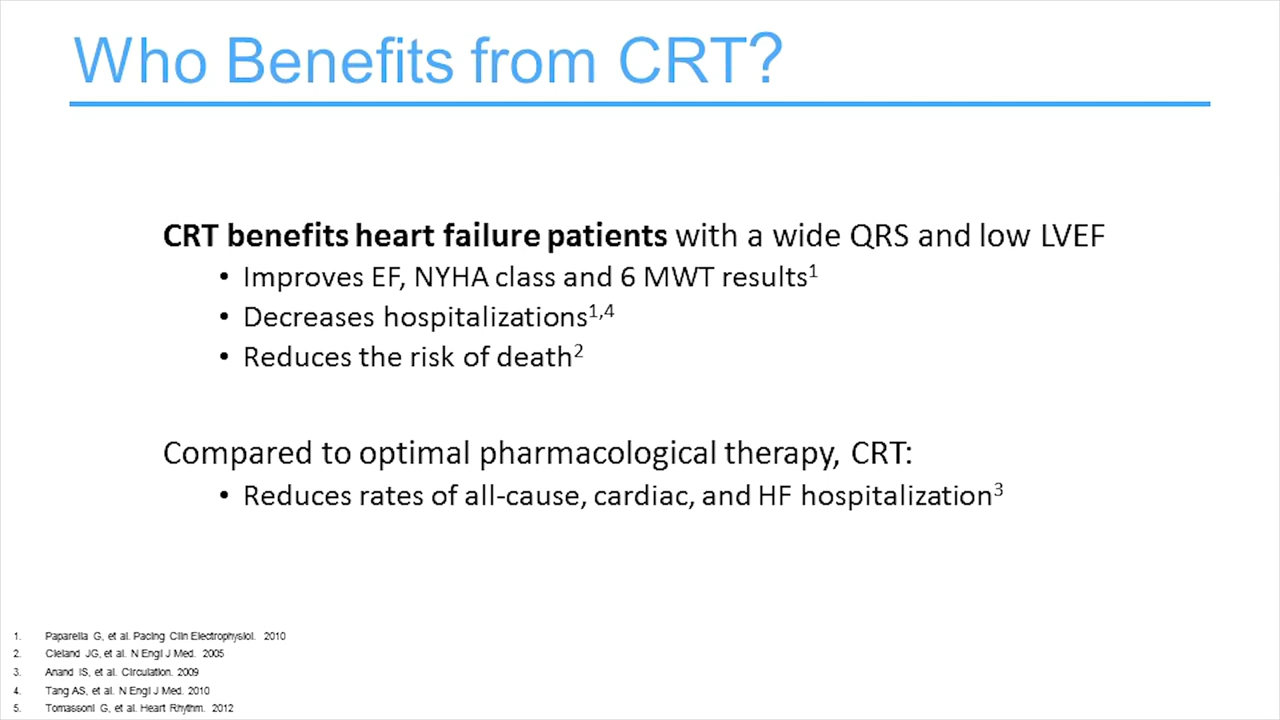 Who Benefits from CRT?
CRT benefits heart failure patients with a wide QRS and low LVEF
• Improves EF, NYHA class and 6 MWT results¹
• Decreases hospitalizations¹,⁴
• Reduces the risk of death²
Compared to optimal pharmacological therapy, CRT:
• Reduces rates of all-cause, cardiac, and HF hospitalization³
1. Paparella G, et al. Pacing Clin Electrophysiol. 2010
2. Cleland JG, et al. N Engl J Med. 2005
3. Anand IS, et al. Circulation. 2009
4. Tang AS, et al. N Engl J Med. 2010
5. Tomassoni G, et al. Heart Rhythm. 2012